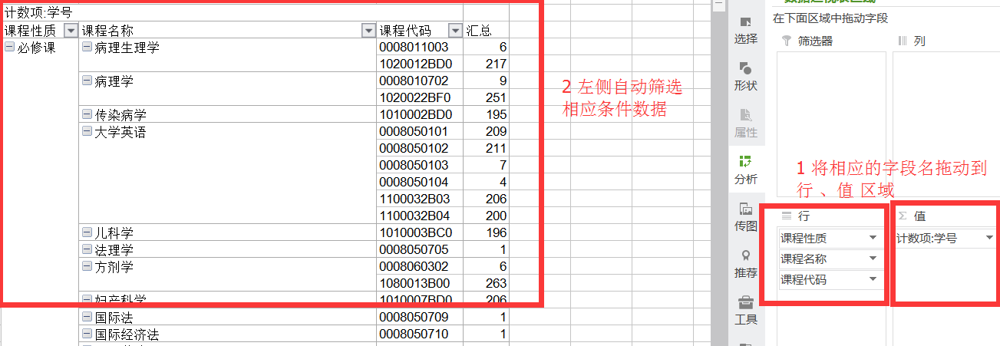 计数项:学号
课程性质 课程名称 课程代码 汇总
必修课 病理生理学 0008011003 6
1020012BD0 217
病理学 0008010702 9
1020022BF0 251
传染病学 1010002BD0 195
大学英语 0008050101 209
0008050102 211
0008050103 7
0008050104 4
1100032B03 206
1100032B04 200
儿科学 1010003BC0 196
法理学 0008050705 1
方剂学 0008060302 6
1080013B00 263
妇产科学 1010007BD0 206
国际法 0008050709 1
国际经济法 0008050710 1
2 左侧自动筛选
相应条件数据
选择
形状
属性
分析
传图
推荐
工具
在下面区域中拖动字段
筛选器 列
1 将相应的字段名拖动到
行 、值 区域
行 值
课程性质 计数项:学号
课程名称
课程代码